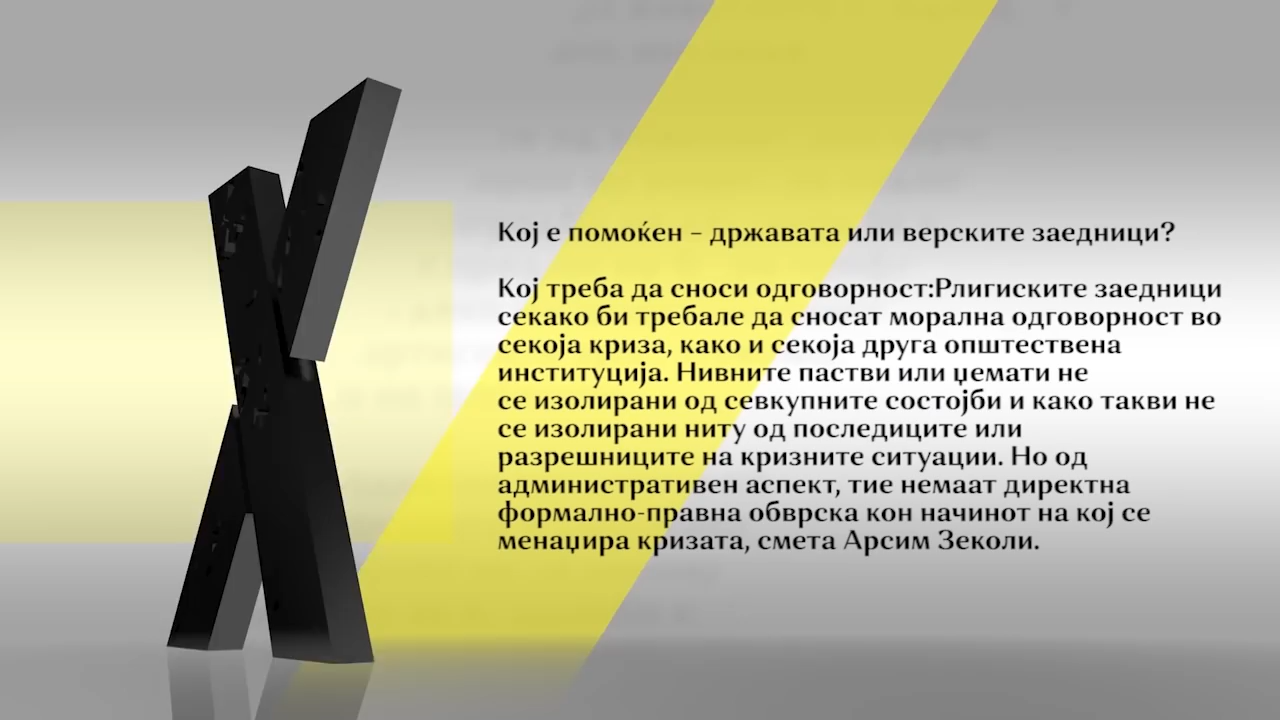 Кој е помоќен – државата или верските заедници?
Кој треба да сноси одговорност:Рлигиските заедници
секако би требале да сносат морална одговорност во
секоја криза, како и секоја друга општествена
институција. Нивните пастви или џемати не
се изолирани од севкупните состојби и како такви не
се изолирани ниту од последиците или
разрешниците на кризните ситуации. Но од
административен аспект, тие немаат директна
формално-правна обврска кон начинот на кој се
менаџира кризата, смета Арсим Зеколи.